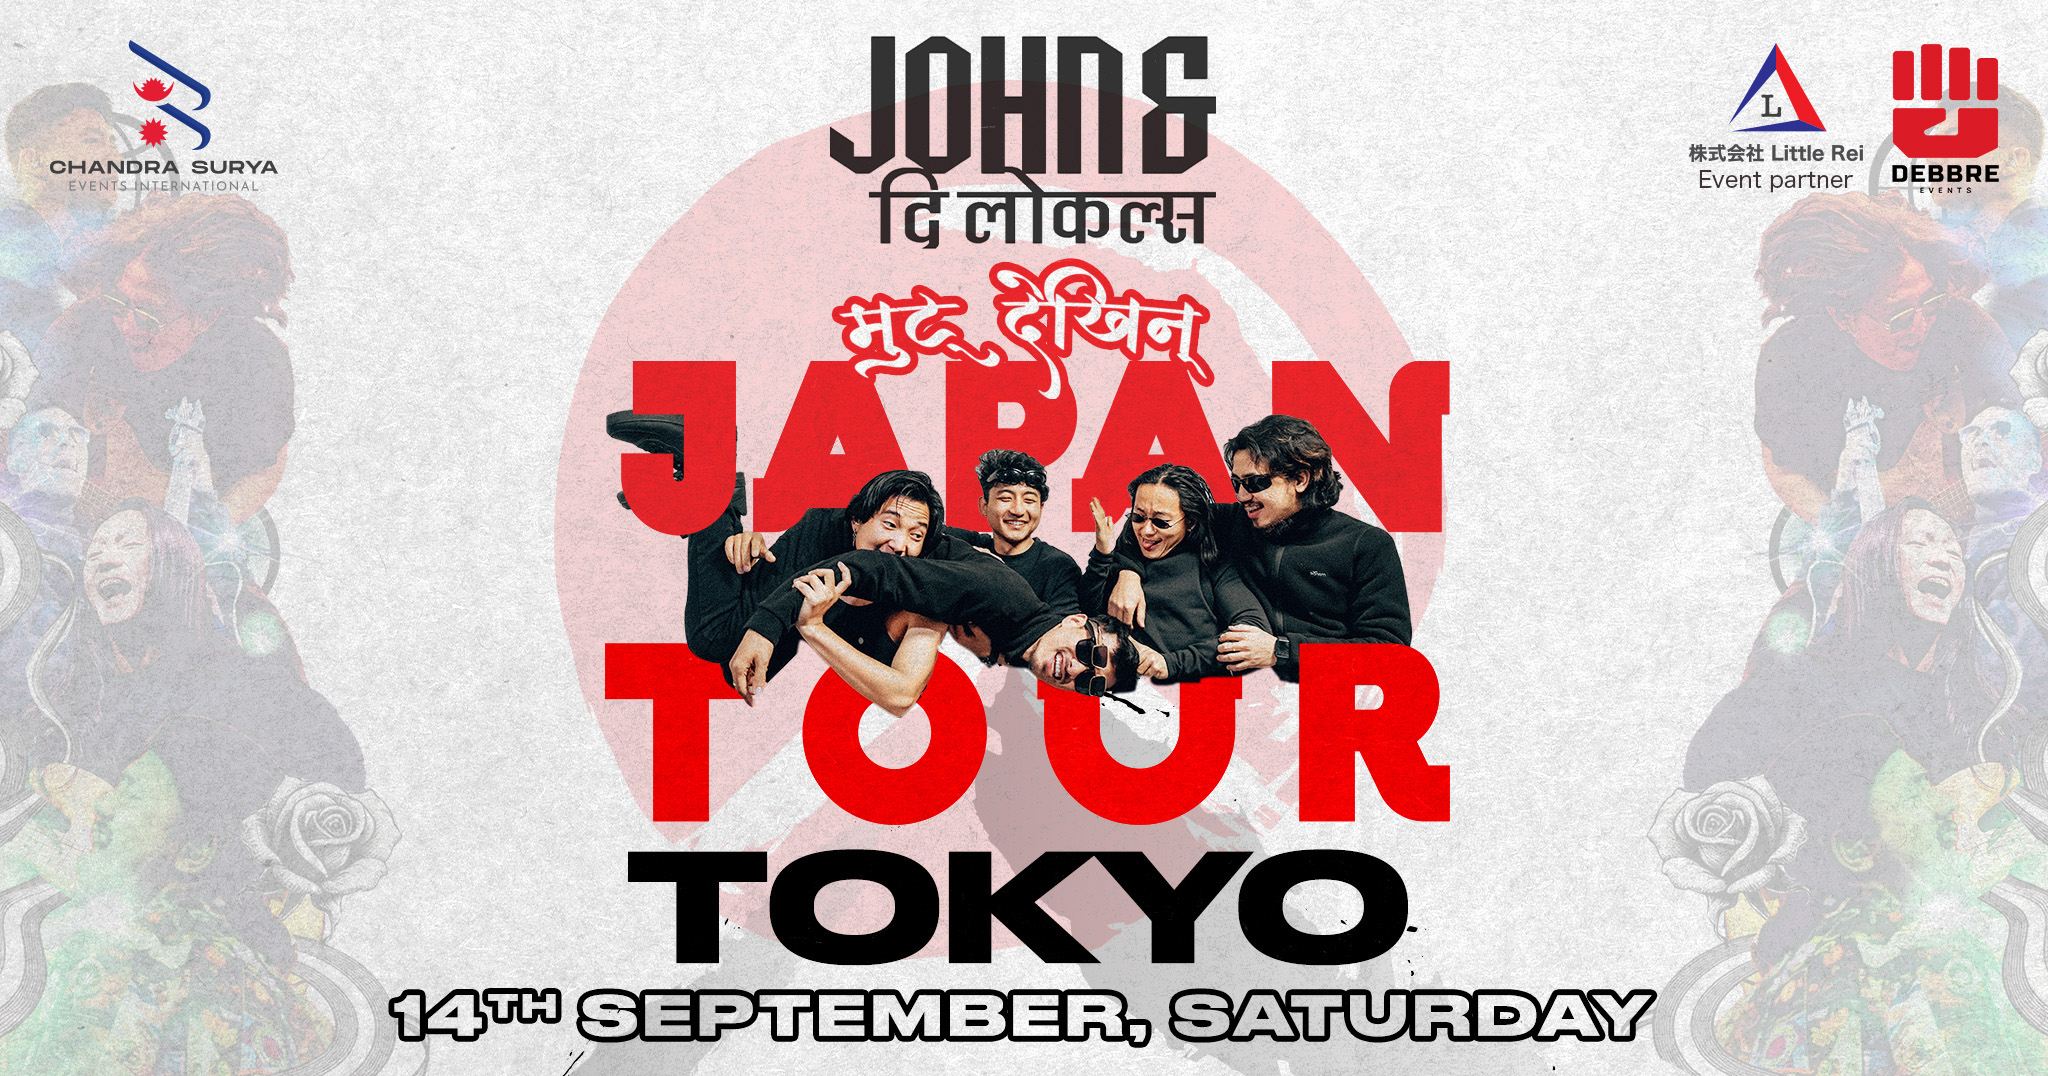 CHANDRA SURYA
EVENTS INTERNATIONAL
JOHN &
दि लोकल्स
L
株式会社 Little Rei
Event partner
DEBBRE
EVENTS
मुटु देखिन्
JAPAN
TOUR
TOKYO
14TH SEPTEMBER, SATURDAY